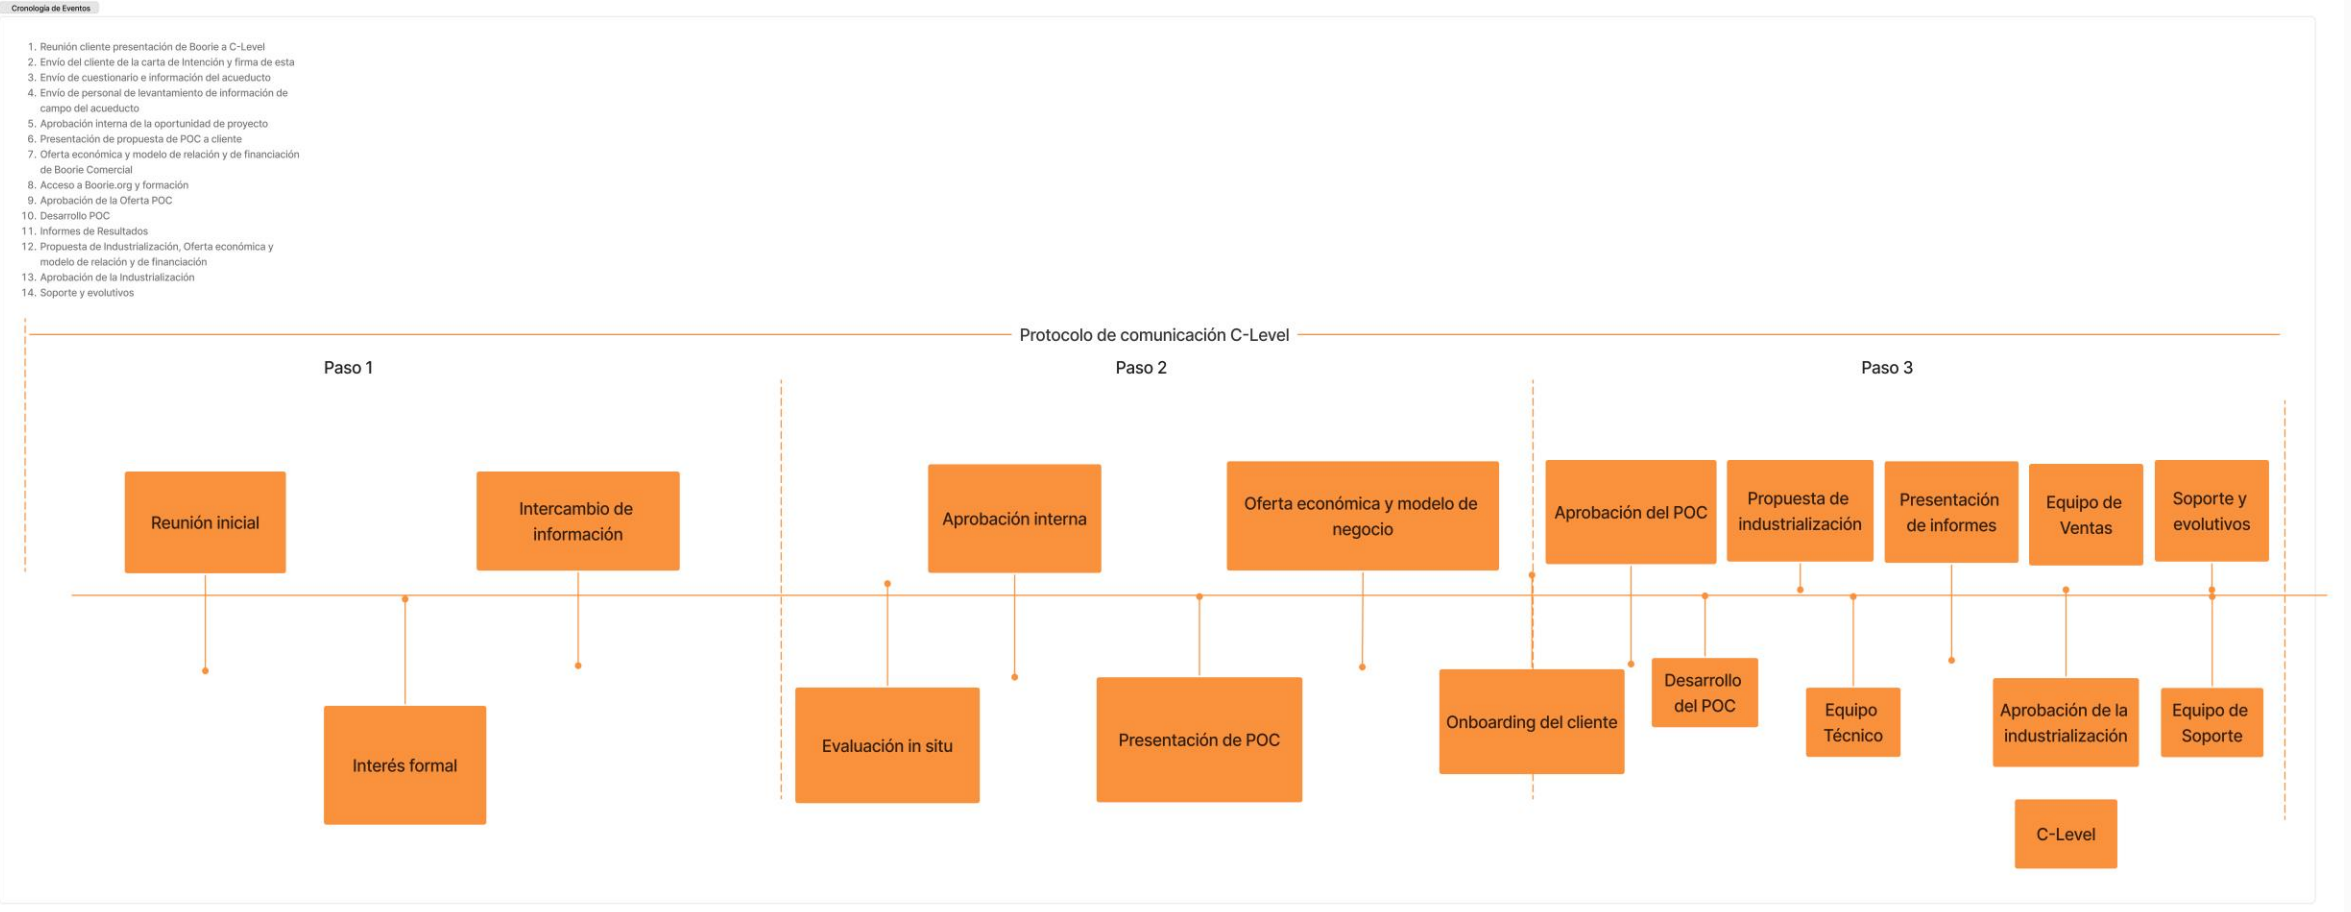 Cronología de Eventos
1. Reunión cliente presentación de Boorie a C-Level
2. Envío del cliente de la carta de Intención y firma de esta
3. Envío de cuestionario e información del acueducto
4. Envío de personal de levantamiento de información de
campo del acueducto
5. Aprobación interna de la oportunidad de proyecto
6. Presentación de propuesta de POC a cliente
7. Oferta económica y modelo de relación y de financiación
de Boorie Comercial
8. Acceso a Boorie.org y formación
9. Aprobación de la Oferta POC
10. Desarrollo POC
11. Informes de Resultados
12. Propuesta de Industrialización, Oferta económica y
modelo de relación y de financiación
13. Aprobación de la Industrialización
14. Soporte y evolutivos
Protocolo de comunicación C-Level
Paso 1
Paso 2
Paso 3
Reunión inicial
Intercambio de
información
Aprobación interna
Oferta económica y modelo de
negocio
Aprobación del POC
Propuesta de
industrialización
Presentación
de informes
Equipo de
Ventas
Soporte y
evolutivos
Interés formal
Evaluación in situ
Presentación de POC
Onboarding del cliente
Desarrollo
del POC
Equipo
Técnico
Aprobación de la
industrialización
Equipo de
Soporte
C-Level